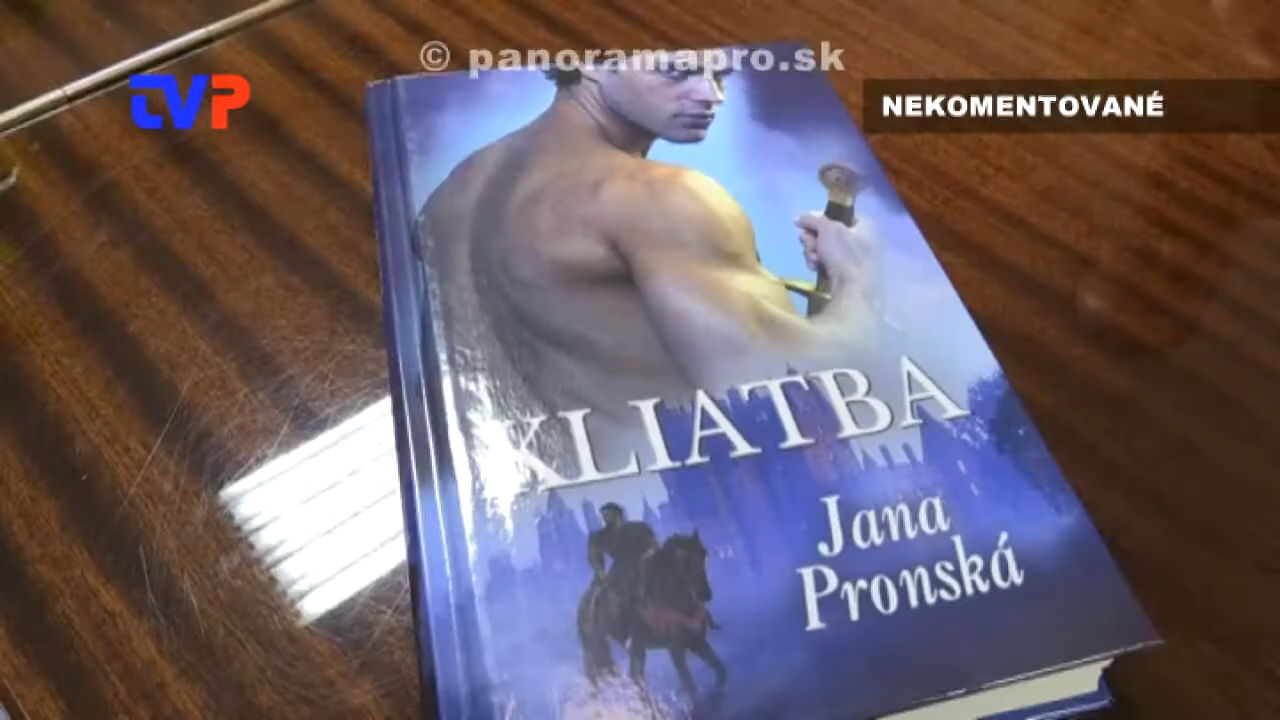 © panoramapro.sk
TVP
NEKOMENTOVANÉ
KLIATBA
Jana
Pronská